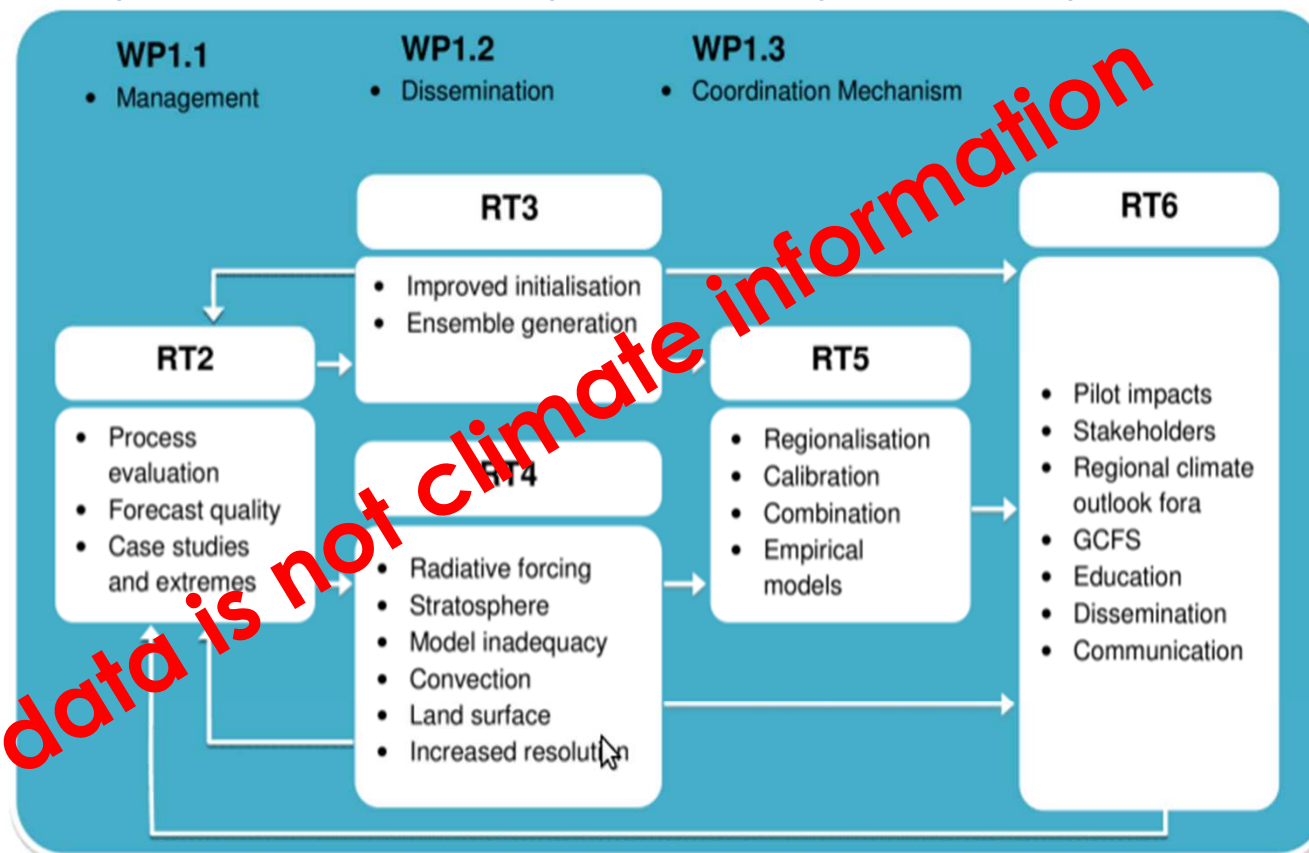 WP1.1
• Management
WP1.2
• Dissemination
WP1.3
• Coordination Mechanism
RT3
• Improved initialisation
• Ensemble generation
RT2
• Process
evaluation
• Forecast quality
• Case studies
and extremes
RT4
• Radiative forcing
• Stratosphere
• Model inadequacy
• Convection
• Land surface
• Increased resolution
RT5
• Regionalisation
• Calibration
• Combination
• Empirical
models
RT6
• Pilot impacts
• Stakeholders
• Regional climate
outlook fora
• GCFS
• Education
• Dissemination
• Communication
data is not climate information